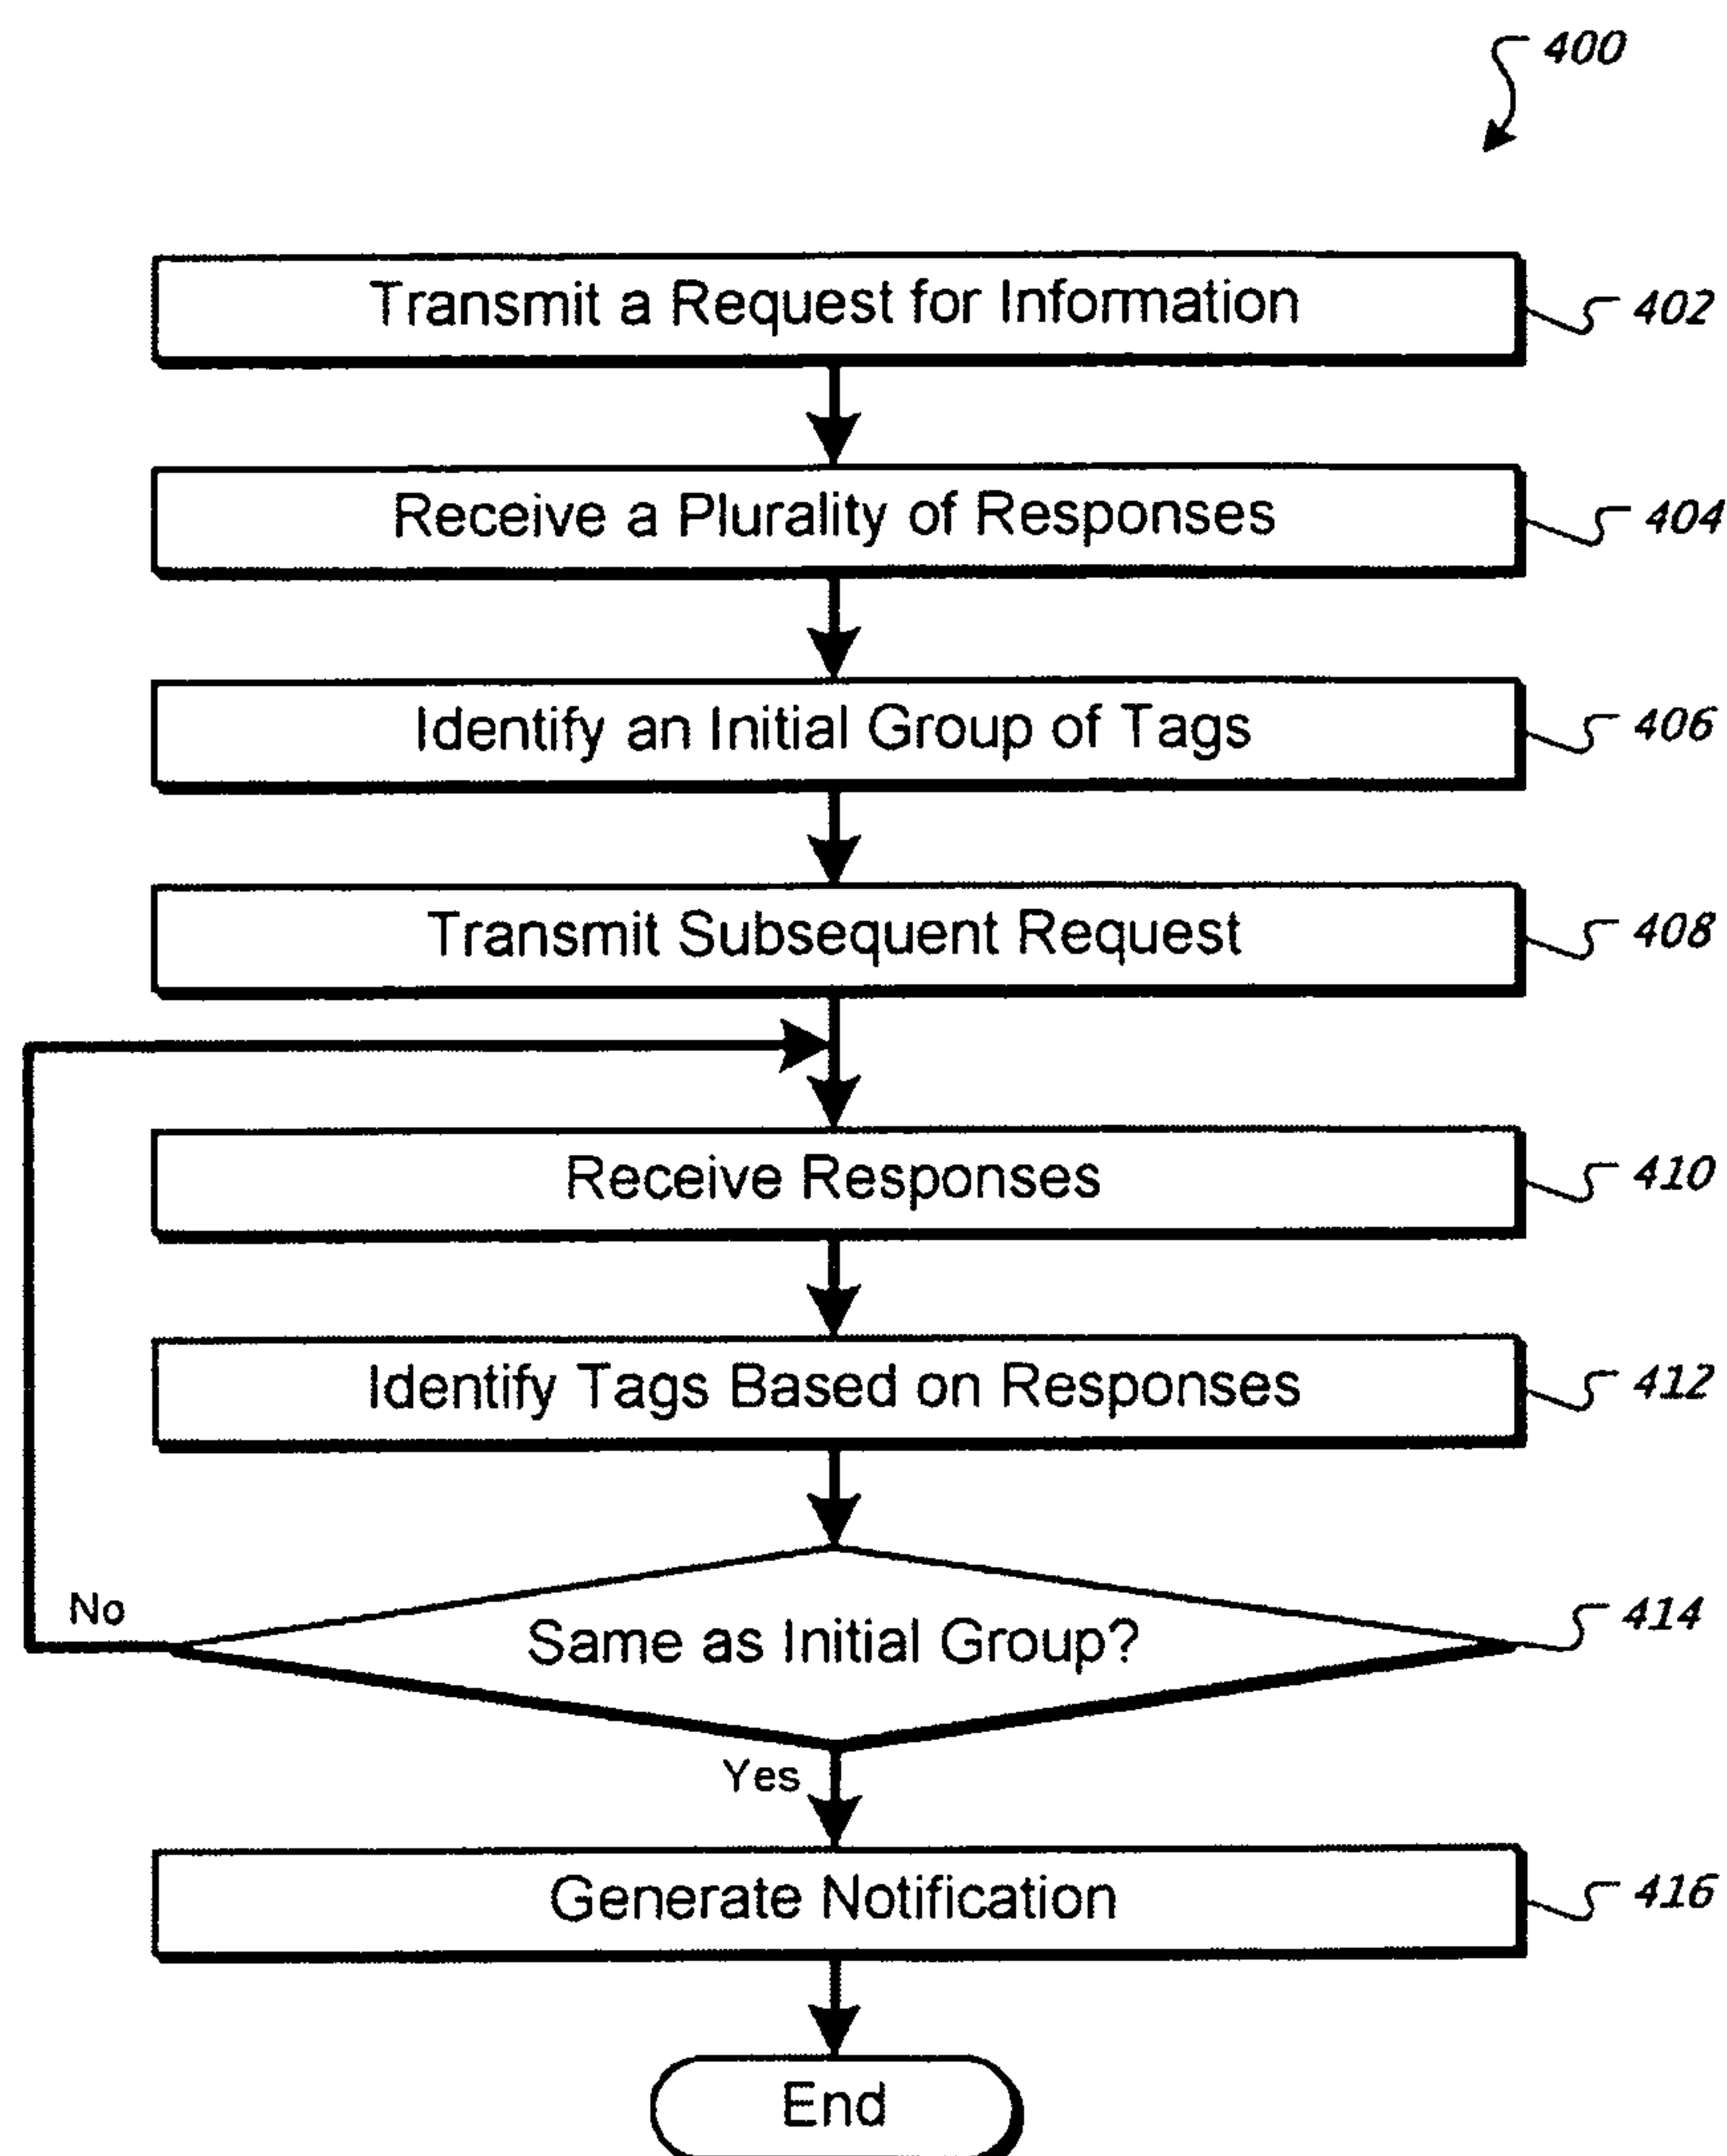 400
Transmit a Request for Information
402
Receive a Plurality of Responses
404
Identify an Initial Group of Tags
406
Transmit Subsequent Request
408
Receive Responses
410
Identify Tags Based on Responses
412
No
Same as Initial Group?
414
Yes
Generate Notification
416
End